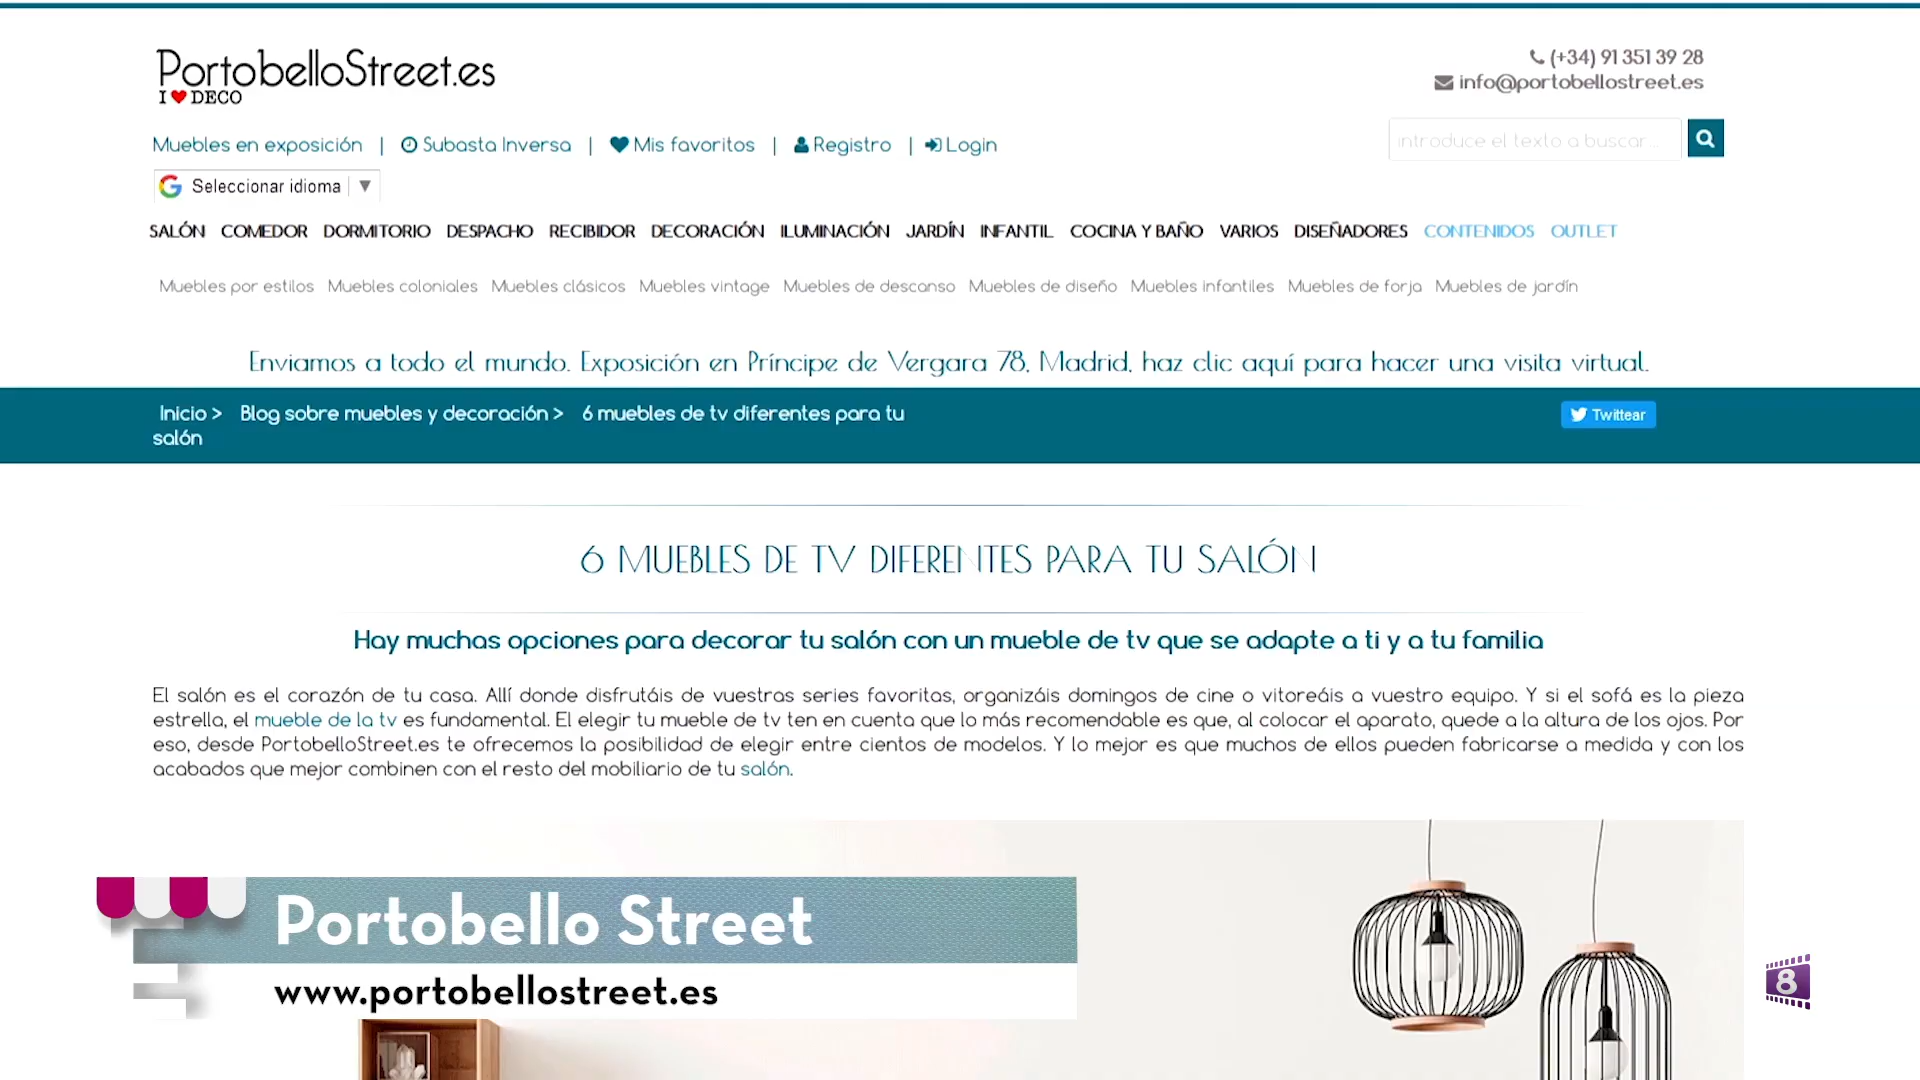 PortobelloStreet.es
I ❤ DECO
(+34) 91 351 39 28
info@portobellostreet.es
Muebles en exposición | Subasta Inversa | Mis favoritos | Registro | Login
introduce el texto a buscar...
Seleccionar idioma ▼
SALÓN COMEDOR DORMITORIO DESPACHO RECIBIDOR DECORACIÓN ILUMINACIÓN JARDÍN INFANTIL COCINA Y BAÑO VARIOS DISEÑADORES CONTENIDOS OUTLET
Muebles por estilos Muebles coloniales Muebles clásicos Muebles vintage Muebles de descanso Muebles de diseño Muebles infantiles Muebles de forja Muebles de jardín
Enviamos a todo el mundo. Exposición en Príncipe de Vergara 78, Madrid, haz clic aquí para hacer una visita virtual.
Inicio > Blog sobre muebles y decoración > 6 muebles de tv diferentes para tu
salón
Twittear
6 MUEBLES DE TV DIFERENTES PARA TU SALÓN
Hay muchas opciones para decorar tu salón con un mueble de tv que se adapte a ti y a tu familia
El salón es el corazón de tu casa. Allí donde disfrutáis de vuestras series favoritas, organizáis domingos de cine o vitoreáis a vuestro equipo. Y si el sofá es la pieza
estrella, el mueble de la tv es fundamental. El elegir tu mueble de tv ten en cuenta que lo más recomendable es que, al colocar el aparato, quede a la altura de los ojos. Por
eso, desde PortobelloStreet.es te ofrecemos la posibilidad de elegir entre cientos de modelos. Y lo mejor es que muchos de ellos pueden fabricarse a medida y con los
acabados que mejor combinen con el resto del mobiliario de tu salón.
Portobello Street
www.portobellostreet.es
8